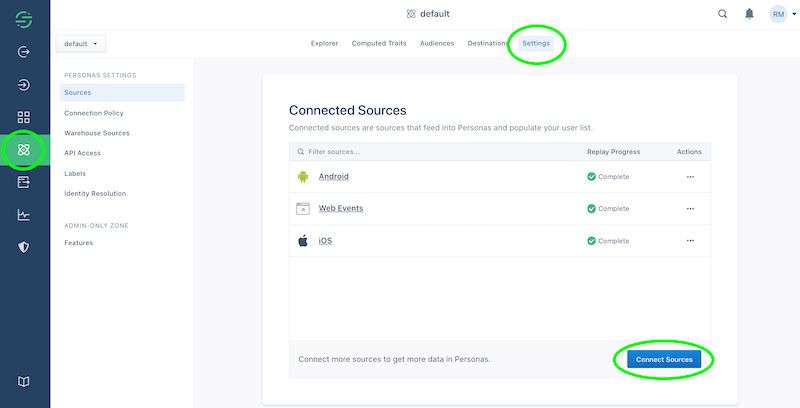 default
RM
default
Explorer Computed Traits Audiences Destinations Settings
PERSONAS SETTINGS
Sources
Connection Policy
Warehouse Sources
API Access
Labels
Identity Resolution
ADMIN-ONLY ZONE
Features
Connected Sources
Connected sources are sources that feed into Personas and populate your user list.
Filter sources... Replay Progress Actions
Android Complete ...
Web Events Complete ...
iOS Complete ...
Connect more sources to get more data in Personas. Connect Sources